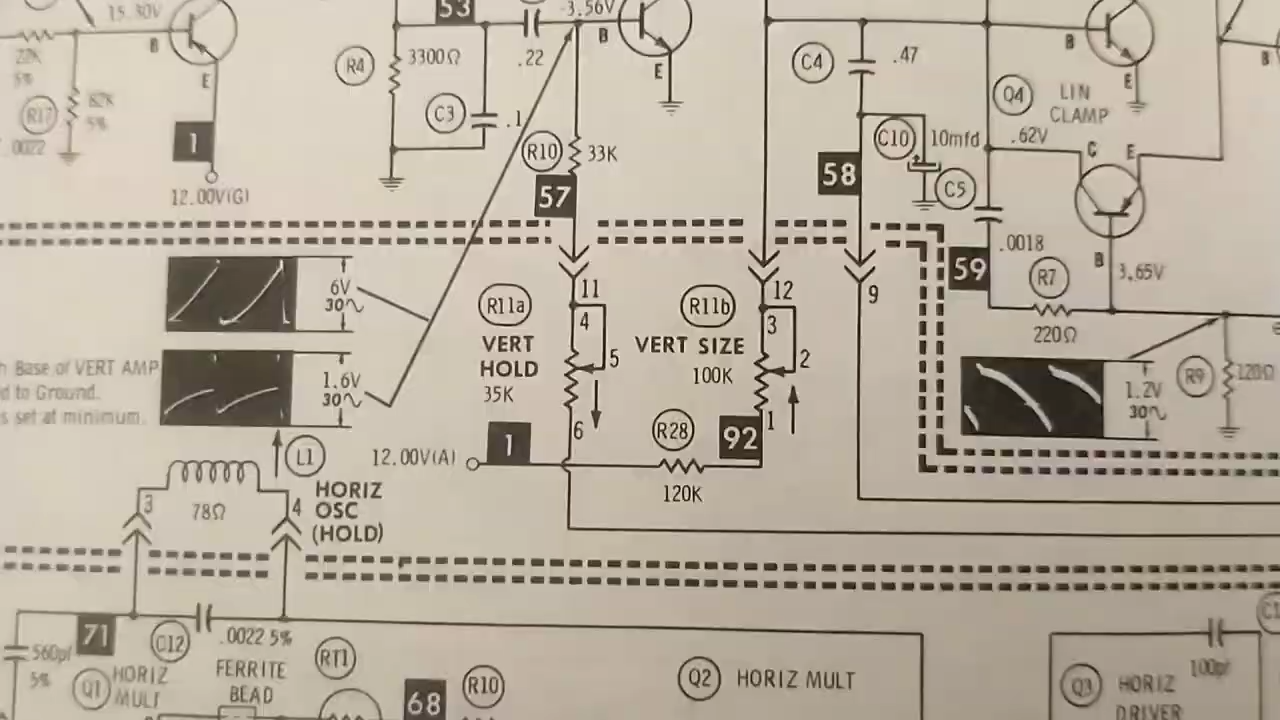 15.30V
B
22K
5%
E
R17
82K
5%
.0022
1
12.00V(G)
53
-3.56V
B
.22
R4
3300Ω
E
C3
.1
R10
33K
57
C4
.47
C10
10mfd
58
C5
B
E
Q4
LIN
CLAMP
.62V
C
E
B
.0018
59
B
3.65V
R7
220Ω
6V
30∿
1.6V
30∿
Base of VERT AMP
d to Ground.
s set at minimum.
11
R11a
4
VERT
HOLD
5
35K
6
12
R11b
3
VERT SIZE
2
100K
1
9
R28
92
120K
12.00V(A)
1
1.2V
30∿
R9
120Ω
L1
3
4
78Ω
HORIZ
OSC
(HOLD)
71
C12
.0022 5%
560pf
5%
Q1
HORIZ
MULT
FERRITE
BEAD
RT1
68
R10
Q2
HORIZ MULT
Q3
HORIZ
DRIVER
100pf